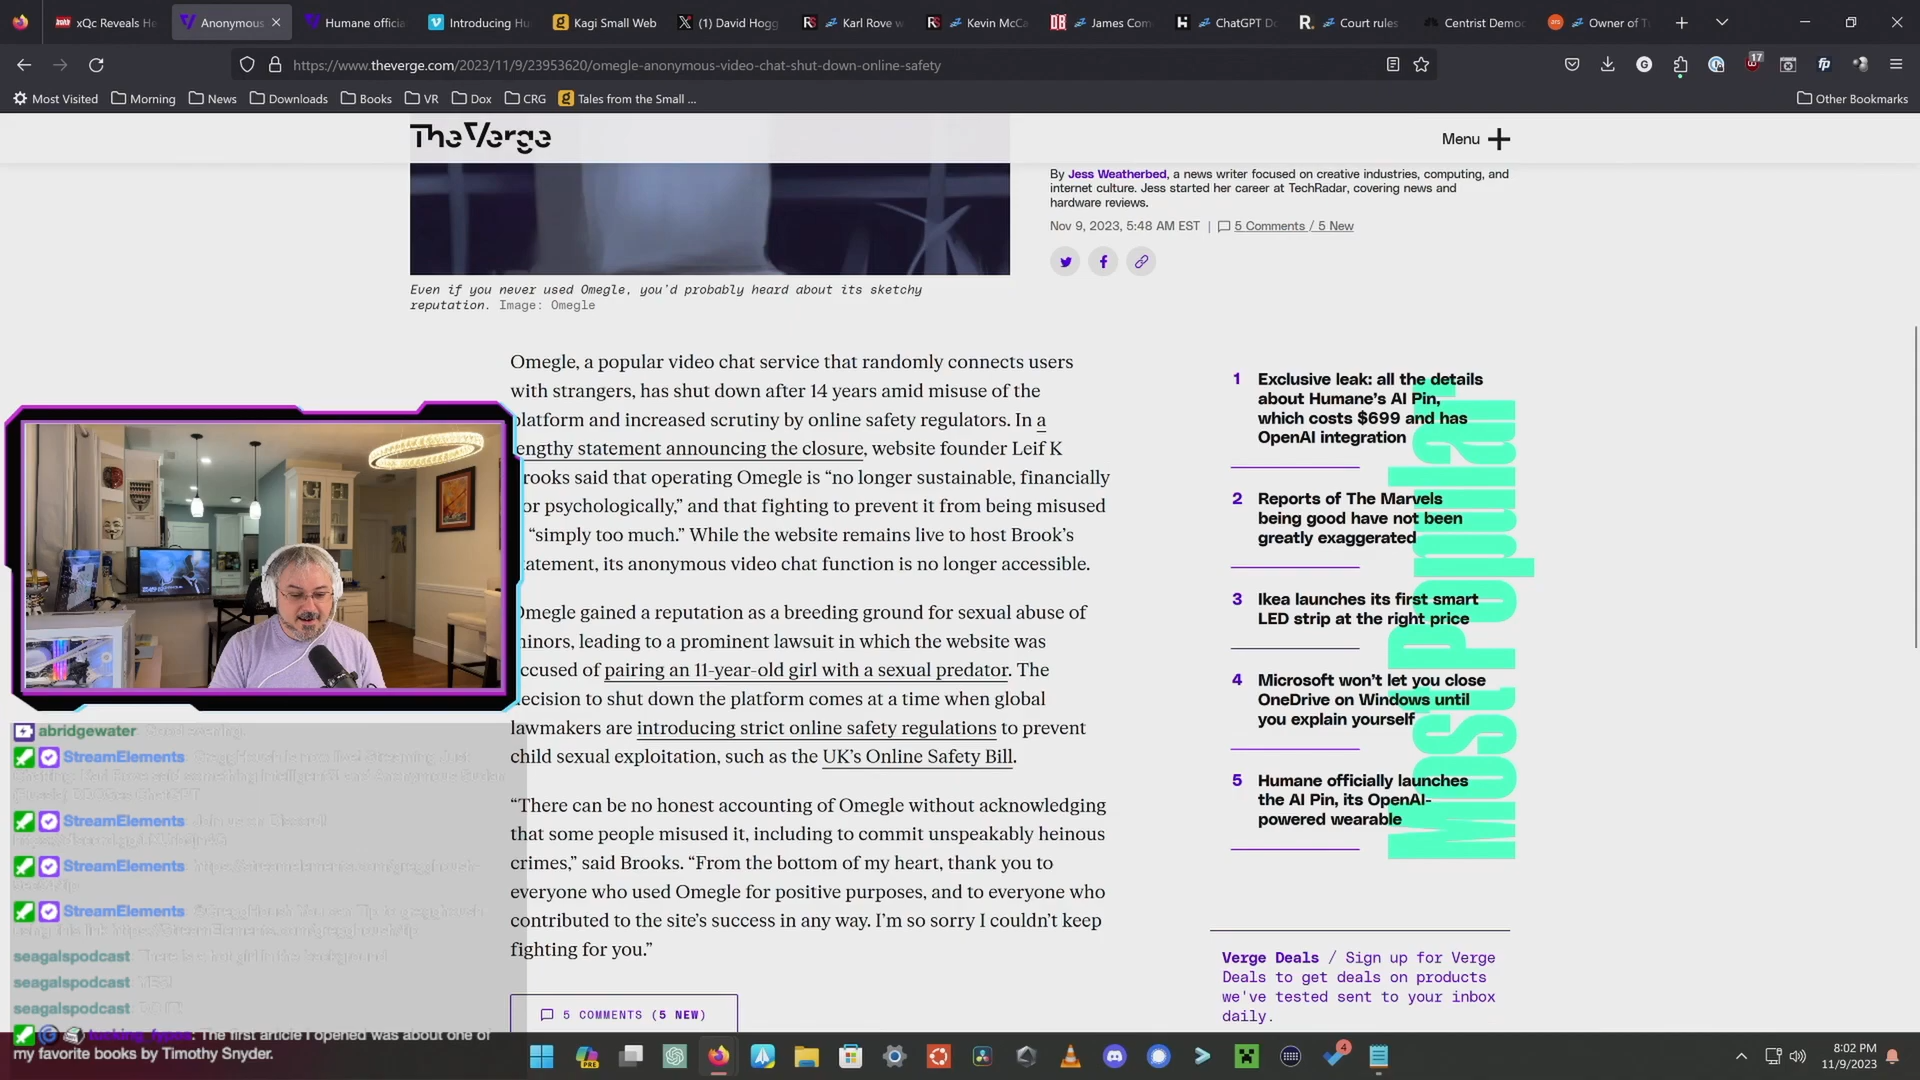 xQc Reveals He
Anonymous
Humane officia
Introducing Hu
Kagi Small Web
(1) David Hogg
Karl Rove w
Kevin McCa
James Com
ChatGPT Do
Court rules
Centrist Democ
Owner of T
https://www.theverge.com/2023/11/9/23953620/omegle-anonymous-video-chat-shut-down-online-safety
17
Most Visited
Morning
News
Downloads
Books
VR
Dox
CRG
Tales from the Small ...
Other Bookmarks
TheVerge
Menu
By Jess Weatherbed, a news writer focused on creative industries, computing, and
internet culture. Jess started her career at TechRadar, covering news and
hardware reviews.
Nov 9, 2023, 5:48 AM EST | 5 Comments / 5 New
Even if you never used Omegle, you'd probably heard about its sketchy
reputation. Image: Omegle
Omegle, a popular video chat service that randomly connects users
with strangers, has shut down after 14 years amid misuse of the
platform and increased scrutiny by online safety regulators. In a
lengthy statement announcing the closure, website founder Leif K
Brooks said that operating Omegle is “no longer sustainable, financially
nor psychologically,” and that fighting to prevent it from being misused
“simply too much.” While the website remains live to host Brook’s
statement, its anonymous video chat function is no longer accessible.
Omegle gained a reputation as a breeding ground for sexual abuse of
minors, leading to a prominent lawsuit in which the website was
accused of pairing an 11-year-old girl with a sexual predator. The
decision to shut down the platform comes at a time when global
lawmakers are introducing strict online safety regulations to prevent
child sexual exploitation, such as the UK’s Online Safety Bill.
“There can be no honest accounting of Omegle without acknowledging
that some people misused it, including to commit unspeakably heinous
crimes,” said Brooks. “From the bottom of my heart, thank you to
everyone who used Omegle for positive purposes, and to everyone who
contributed to the site’s success in any way. I’m so sorry I couldn’t keep
fighting for you.”
5 COMMENTS (5 NEW)
Most Popular
1 Exclusive leak: all the details
about Humane’s AI Pin,
which costs $699 and has
OpenAI integration
2 Reports of The Marvels
being good have not been
greatly exaggerated
3 Ikea launches its first smart
LED strip at the right price
4 Microsoft won’t let you close
OneDrive on Windows until
you explain yourself
5 Humane officially launches
the AI Pin, its OpenAI-
powered wearable
Verge Deals / Sign up for Verge
Deals to get deals on products
we've tested sent to your inbox
daily.
abridgewater
StreamElements
StreamElements
StreamElements
StreamElements
seagalspodcast There is a hot girl in the background
seagalspodcast
seagalspodcast
The first article I opened was about one of
my favorite books by Timothy Snyder.
PRE
4
8:02 PM
11/9/2023